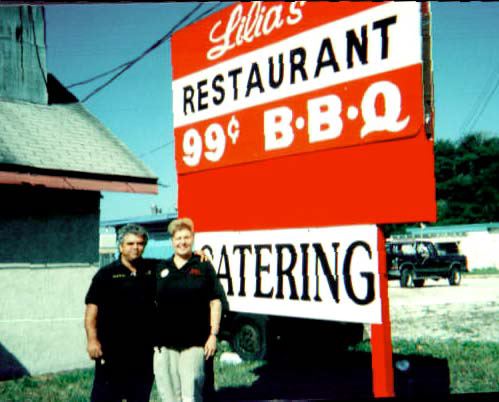 Lilia's
RESTAURANT
99¢ B•B•Q
CATERING